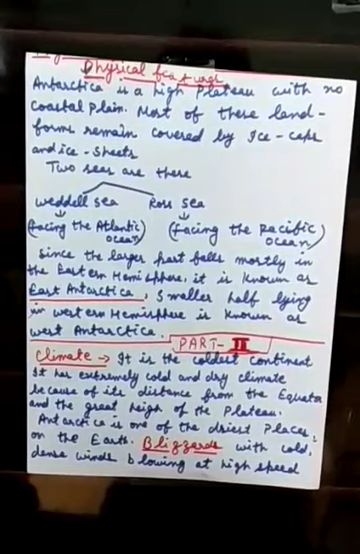 Physical features
Antarctica is a high Plateau with no
coastal Plain. Most of these land-
forms remain covered by Ice-caps
and ice-sheets
Two seas are there
weddell sea Ross sea
(facing the Atlantic ocean) (facing the Pacific ocean)
Since the larger part falls mostly in
the Eastern Hemisphere, it is known as
East Antarctica, Smaller half lying
in western Hemisphere is known as
west Antarctica.
PART-II
Climate → It is the coldest continent
It has extremely cold and dry climate
because of its distance from the Equator
and the great heigh of the Plateau.
Antarctica is one of the driest Places,
on the Earth. Blizzards with cold,
dense winds blowing at high speed